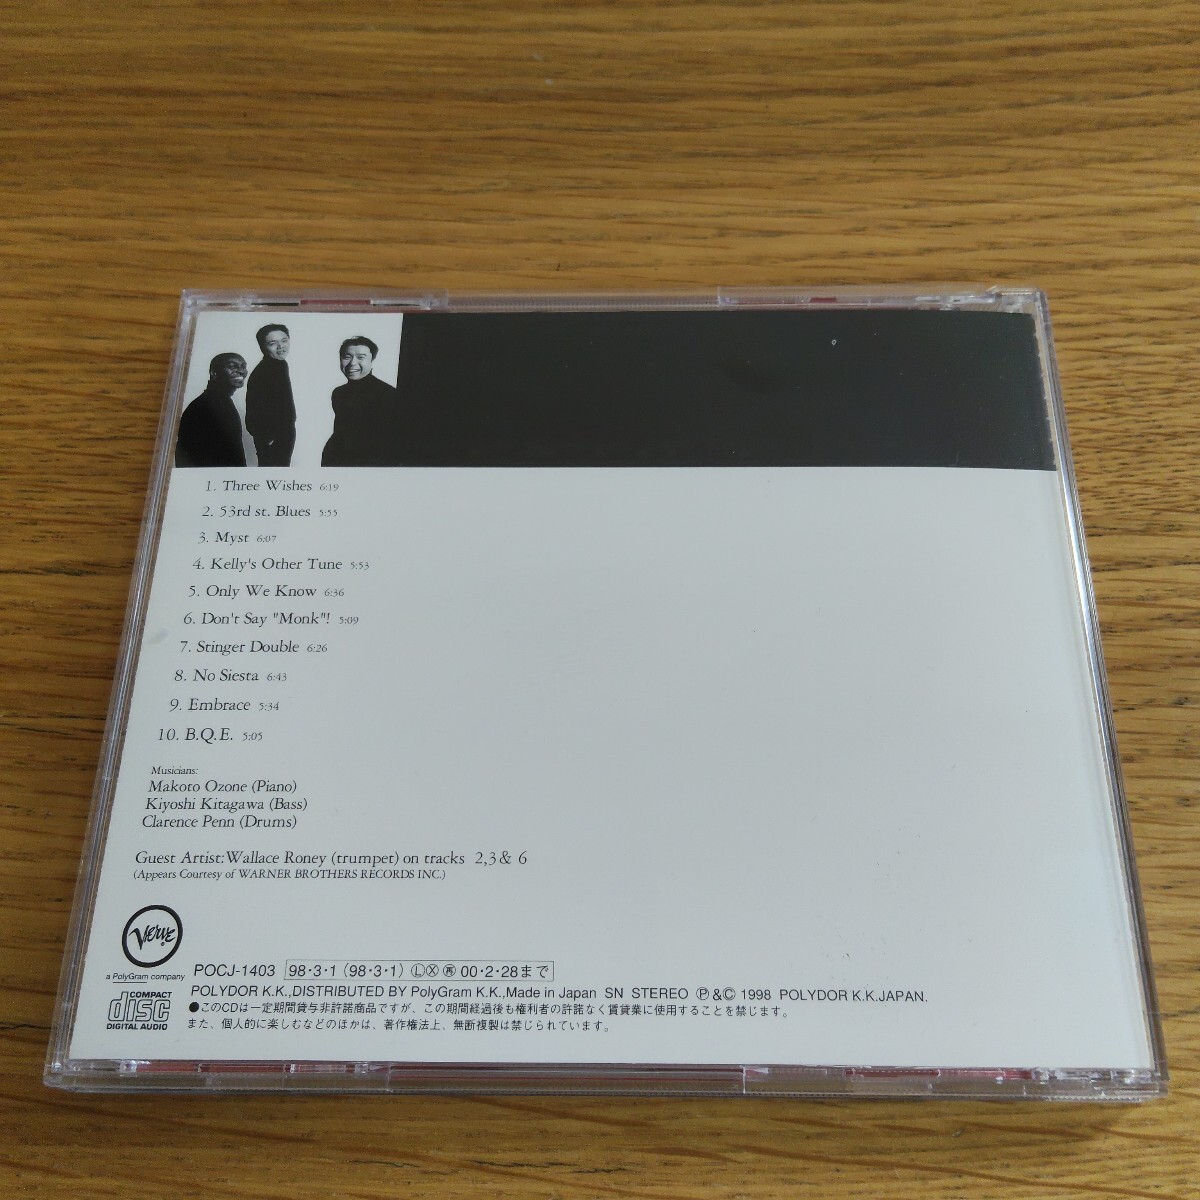 1. Three Wishes 6:19
2. 53rd st. Blues 5:55
3. Myst 6:07
4. Kelly's Other Tune 5:53
5. Only We Know 6:36
6. Don't Say "Monk"! 5:09
7. Stinger Double 6:26
8. No Siesta 6:43
9. Embrace 5:34
10. B.Q.E. 5:05
Musicians:
Makoto Ozone (Piano)
Kiyoshi Kitagawa (Bass)
Clarence Penn (Drums)
Guest Artist:Wallace Roney (trumpet) on tracks 2,3 & 6
(Appears Courtesy of WARNER BROTHERS RECORDS INC.)
VERVE
a PolyGram company
POCJ-1403 98・3・1 (98・3・1) Ⓛ Ⓧ ㊕ 00・2・28まで
COMPACT
disc
DIGITAL AUDIO
POLYDOR K.K.,DISTRIBUTED BY PolyGram K.K.,Made in Japan SN STEREO Ⓟ&© 1998 POLYDOR K.K.JAPAN.
●このCDは一定期間貸与非許諾商品ですが、この期間経過後も権利者の許諾なく賃貸業に使用することを禁じます。
また、個人的に楽しむなどのほかは、著作権法上、無断複製は禁じられています。